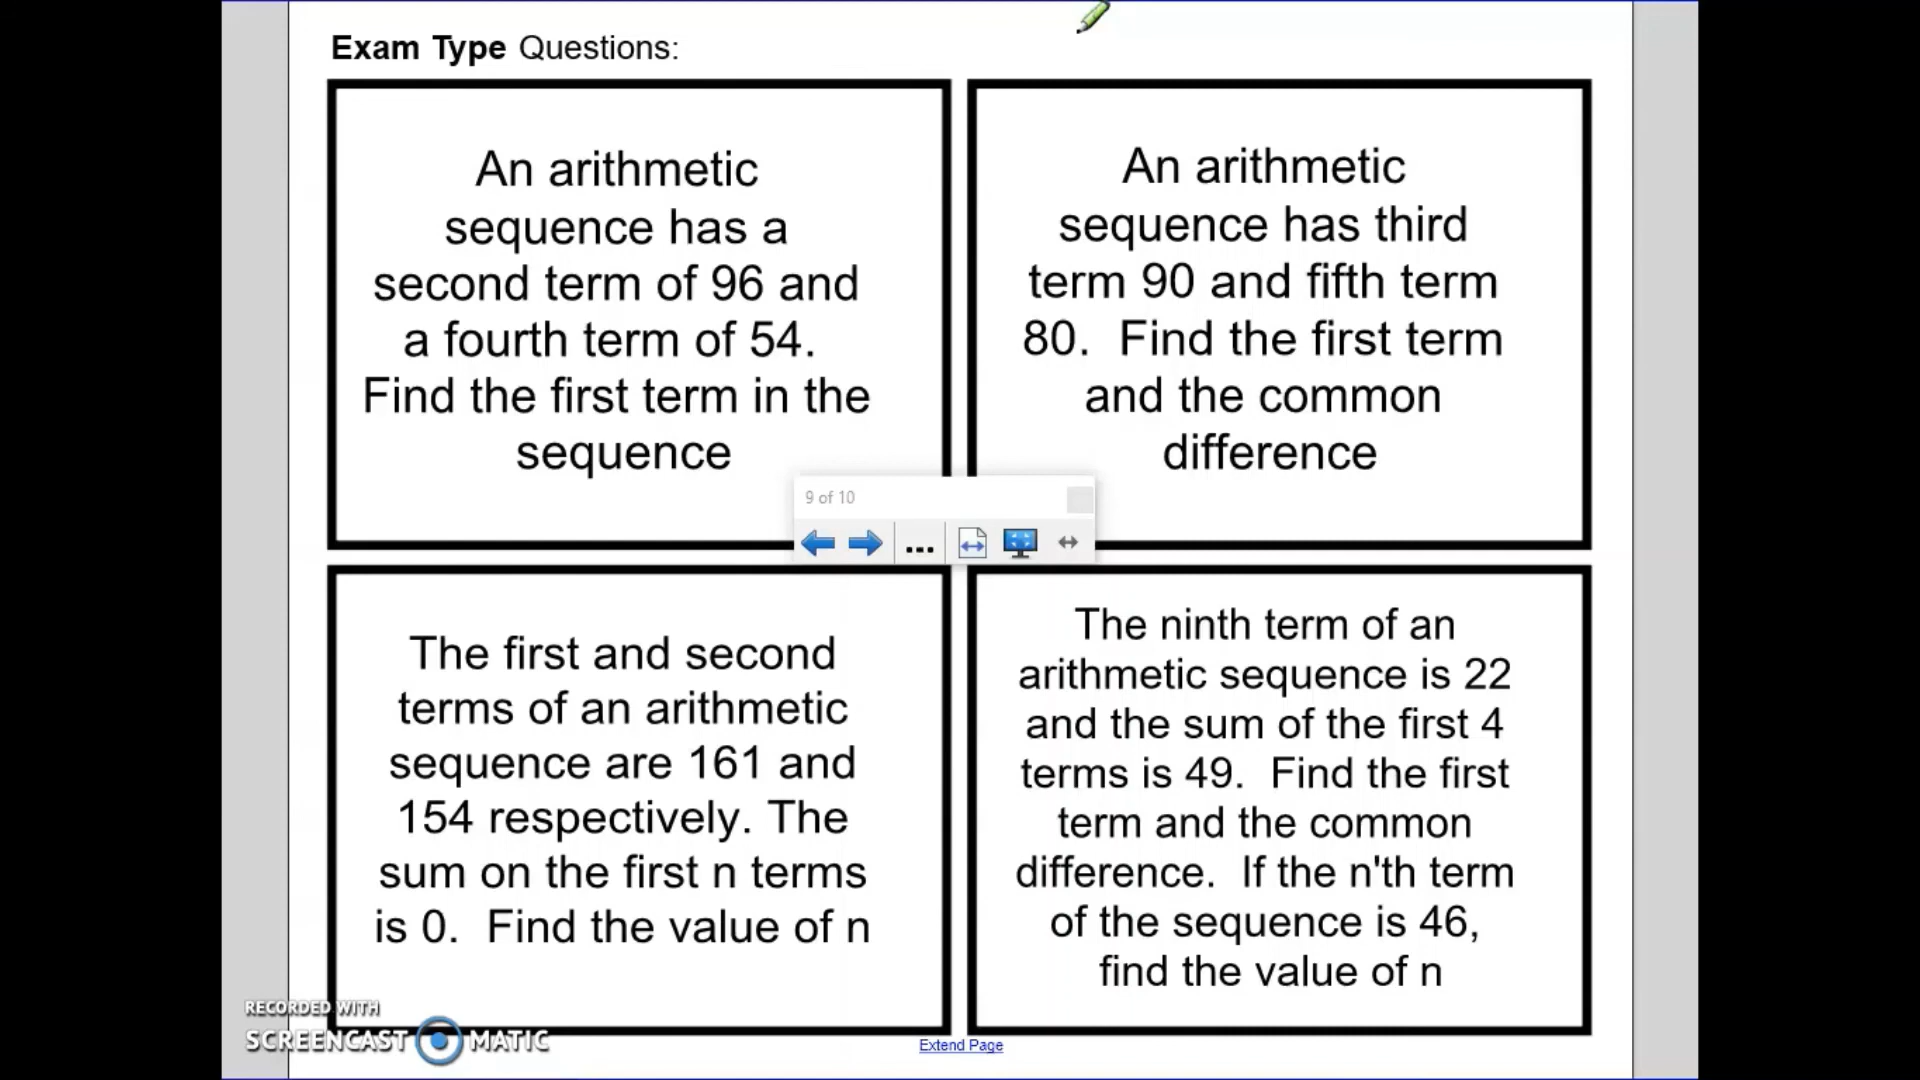 Exam Type Questions:
An arithmetic
sequence has a
second term of 96 and
a fourth term of 54.
Find the first term in the
sequence
An arithmetic
sequence has third
term 90 and fifth term
80. Find the first term
and the common
difference
9 of 10
...
The first and second
terms of an arithmetic
sequence are 161 and
154 respectively. The
sum on the first n terms
is 0. Find the value of n
The ninth term of an
arithmetic sequence is 22
and the sum of the first 4
terms is 49. Find the first
term and the common
difference. If the n'th term
of the sequence is 46,
find the value of n
RECORDED WITH
SCREENCAST MATIC
Extend Page